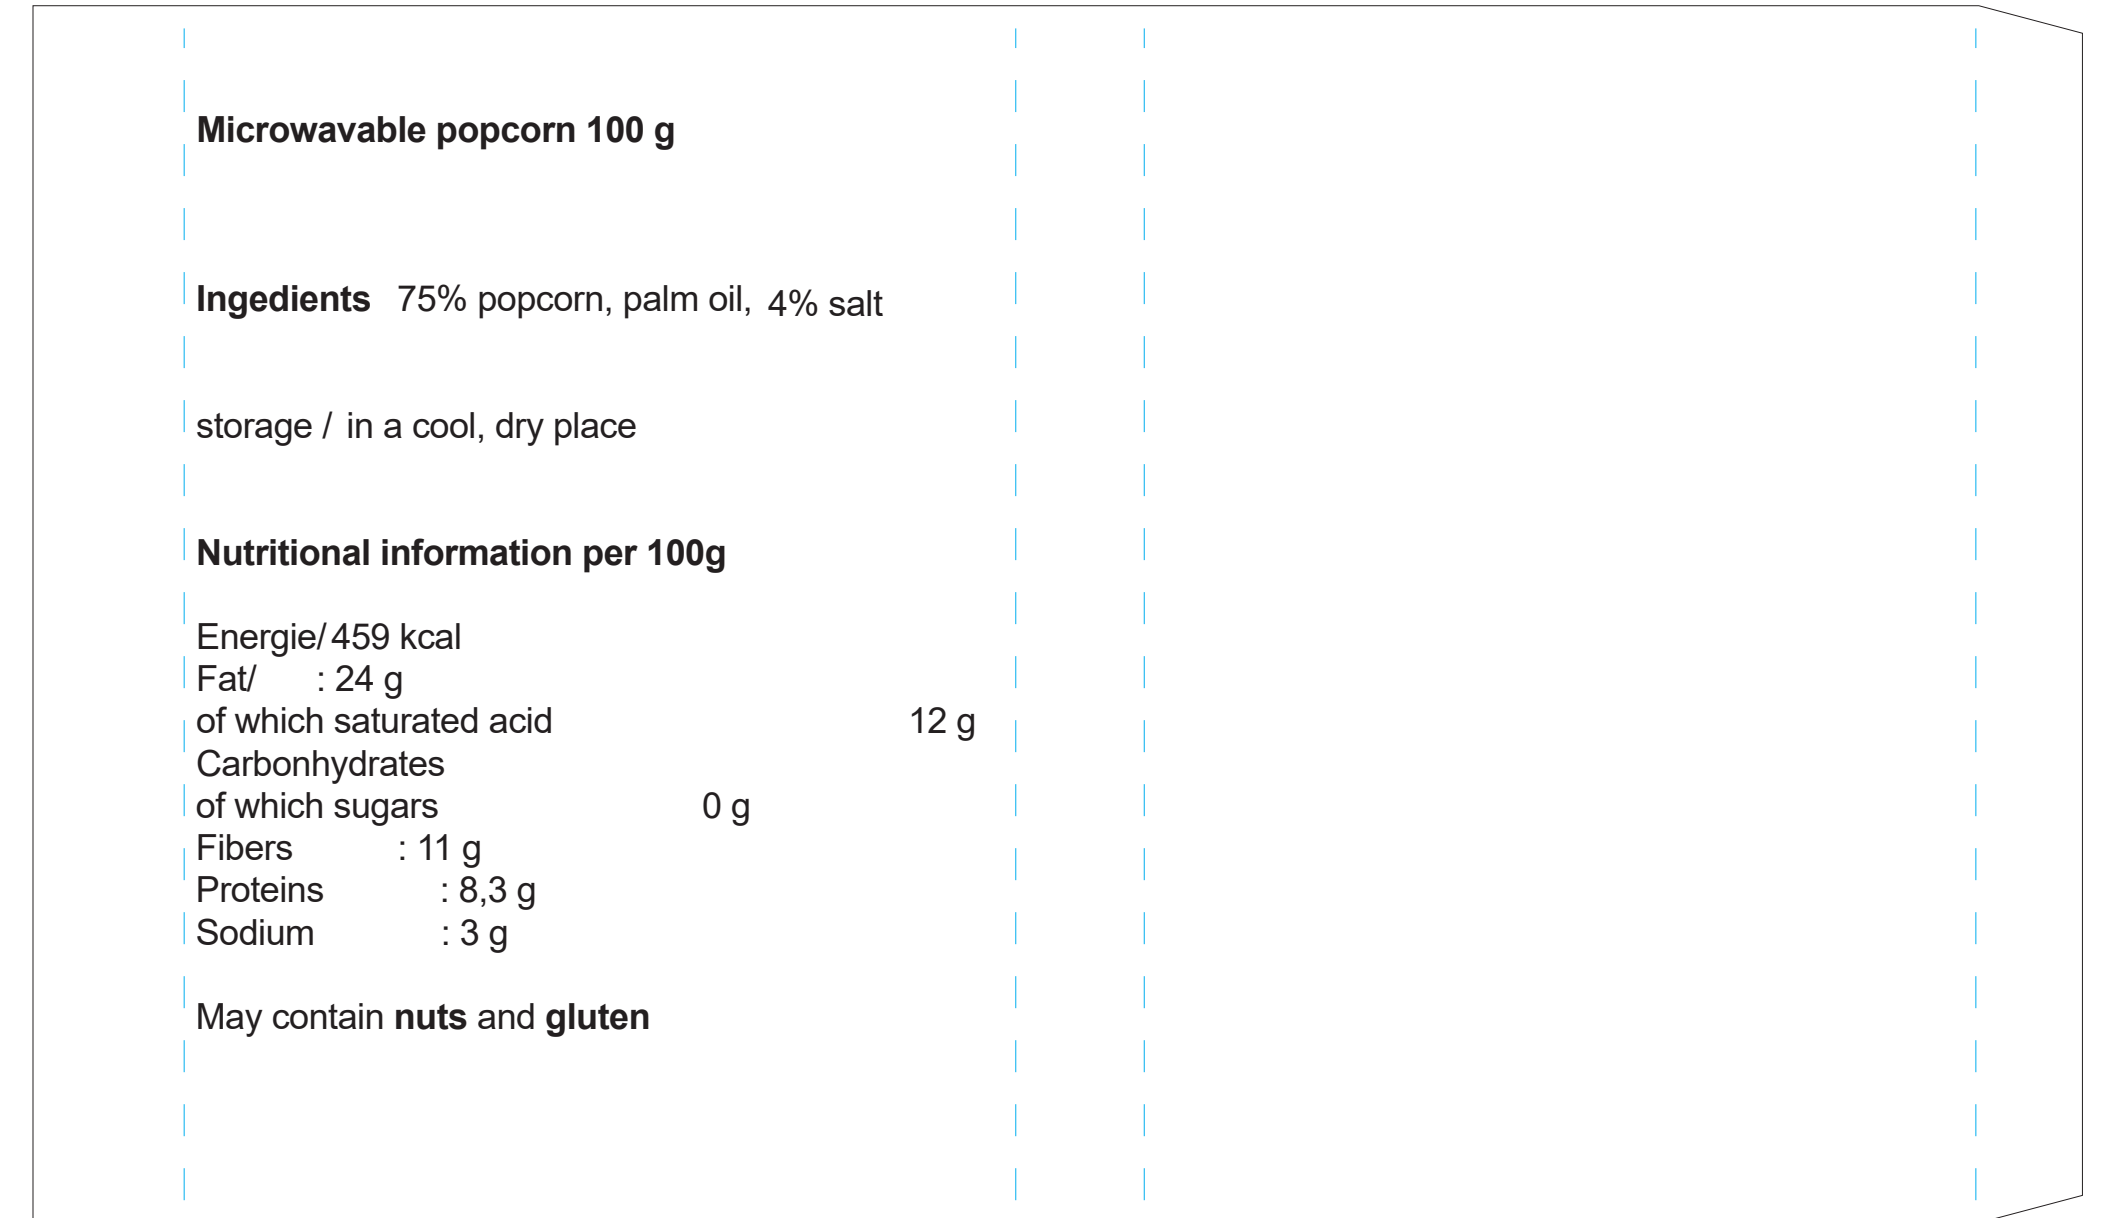 Microwavable popcorn 100 g
Ingedients 75% popcorn, palm oil, 4% salt
storage / in a cool, dry place
Nutritional information per 100g
Energie/ 459 kcal
Fat/ : 24 g
of which saturated acid 12 g
Carbonhydrates
of which sugars 0 g
Fibers : 11 g
Proteins : 8,3 g
Sodium : 3 g
May contain nuts and gluten